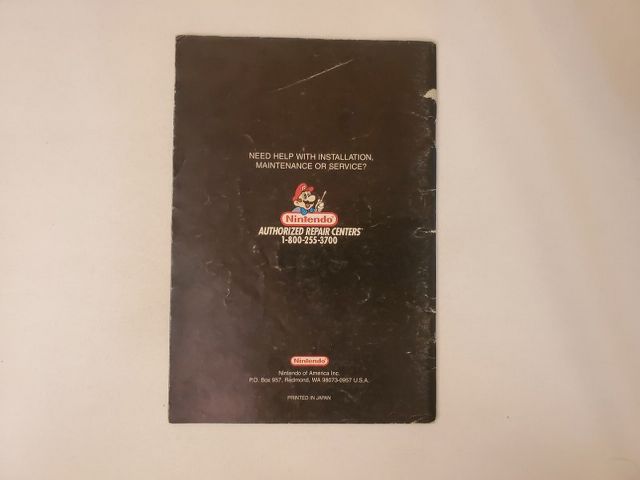 NEED HELP WITH INSTALLATION,
MAINTENANCE OR SERVICE?
Nintendo
AUTHORIZED REPAIR CENTERS℠
1-800-255-3700
Nintendo
Nintendo of America Inc.
P.O. Box 957, Redmond, WA 98073-0957 U.S.A.
PRINTED IN JAPAN